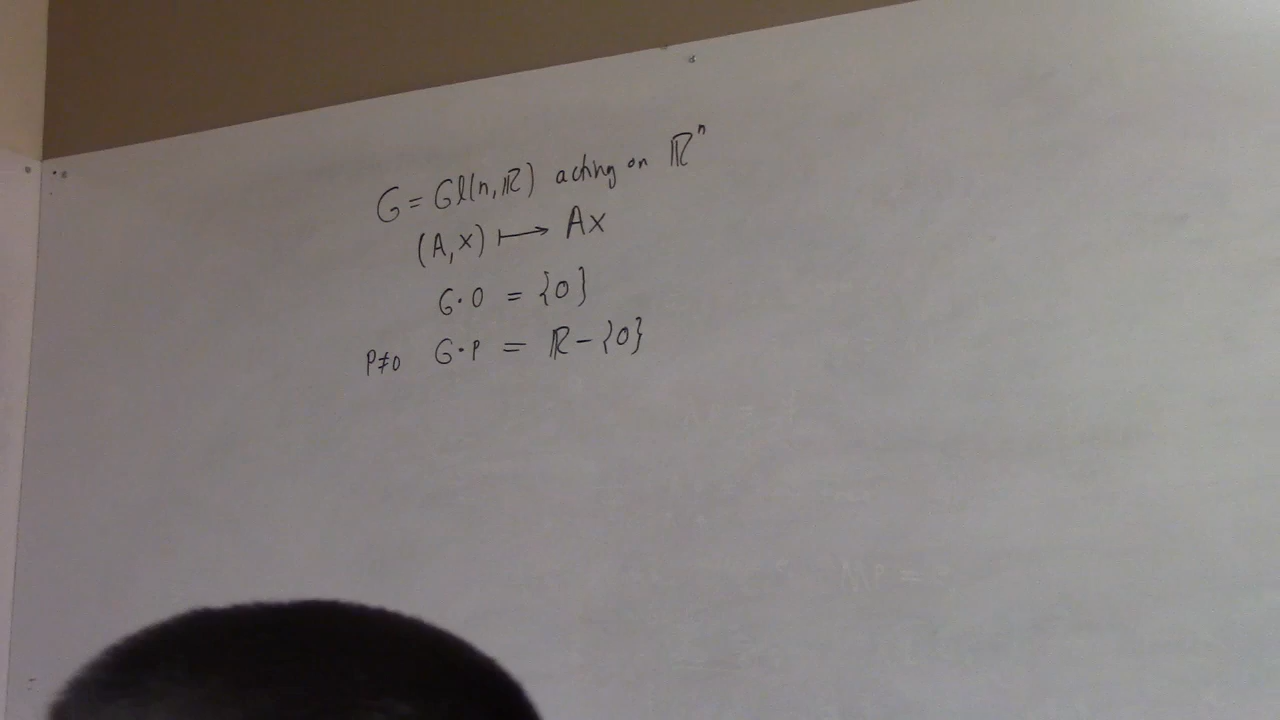 G = Gl(n, ℝ) acting on ℝⁿ
(A, x) ⟼ Ax
G·0 = {0}
p≠0 G·p = ℝ - {0}